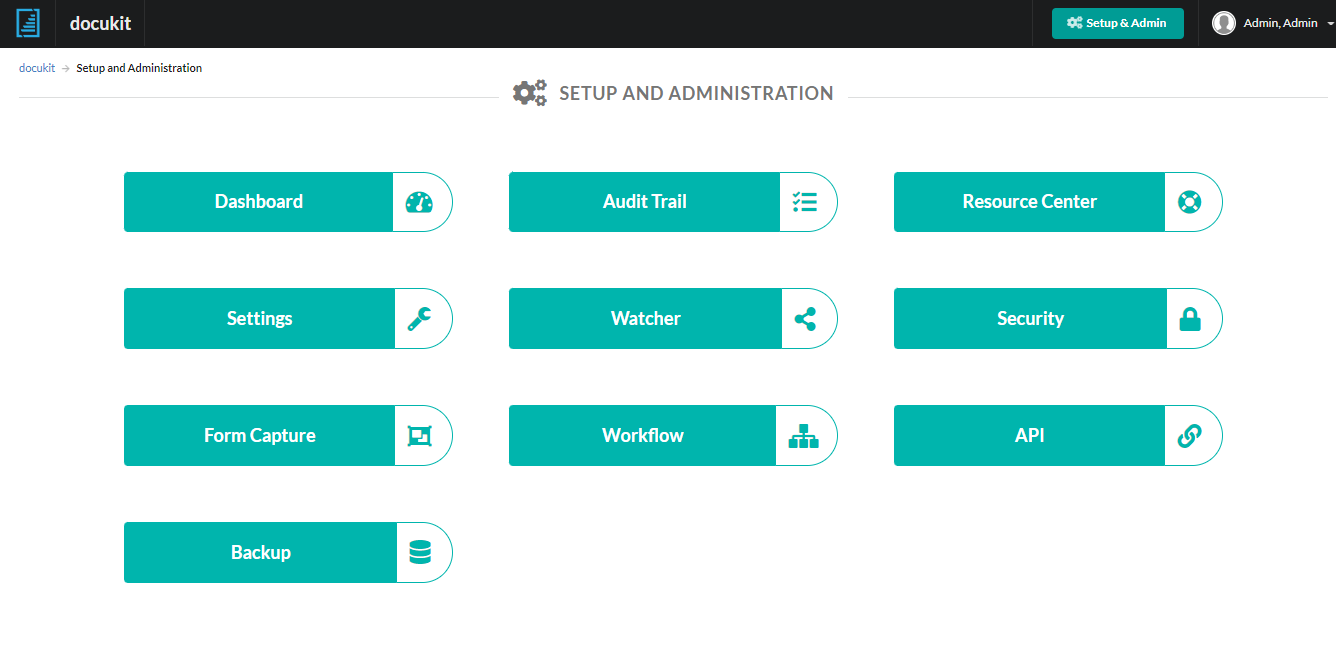 docukit
Setup & Admin
Admin, Admin
docukit → Setup and Administration
SETUP AND ADMINISTRATION
Dashboard
Audit Trail
Resource Center
Settings
Watcher
Security
Form Capture
Workflow
API
Backup